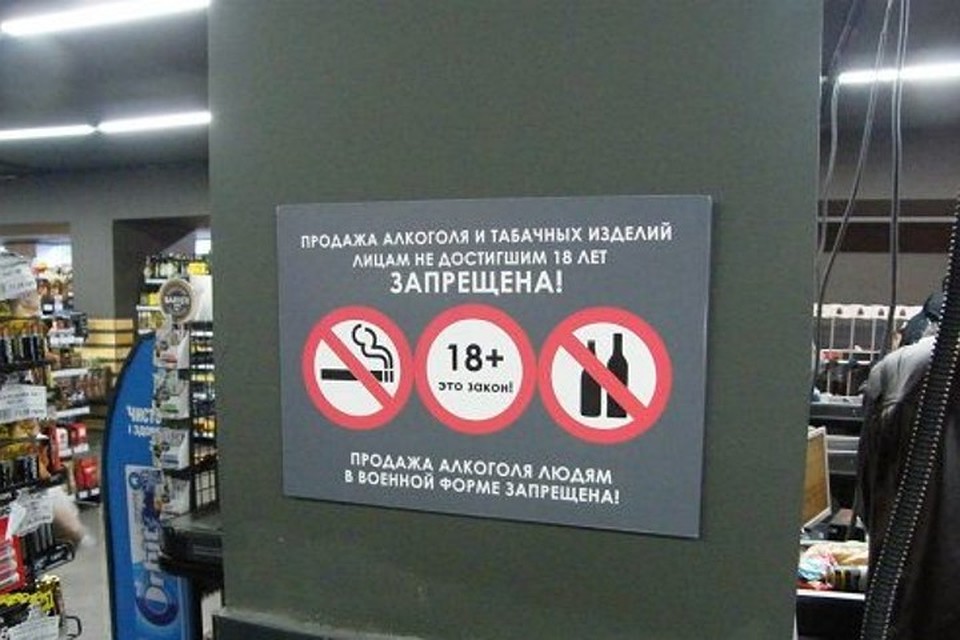 ПРОДАЖА АЛКОГОЛЯ И ТАБАЧНЫХ ИЗДЕЛИЙ
ЛИЦАМ НЕ ДОСТИГШИМ 18 ЛЕТ
ЗАПРЕЩЕНА!
18+
это закон!
ПРОДАЖА АЛКОГОЛЯ ЛЮДЯМ
В ВОЕННОЙ ФОРМЕ ЗАПРЕЩЕНА!
Orbit